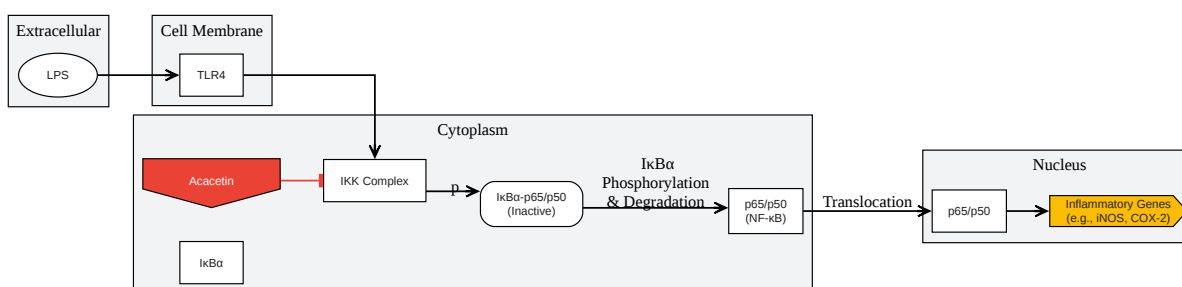 Extracellular
LPS
Cell Membrane
TLR4
Cytoplasm
Acacetin
IKK Complex
p
IκBα-p65/p50
(Inactive)
IκBα
Phosphorylation
& Degradation
p65/p50
(NF-κB)
IκBα
Translocation
Nucleus
p65/p50
Inflammatory Genes
(e.g., iNOS, COX-2)